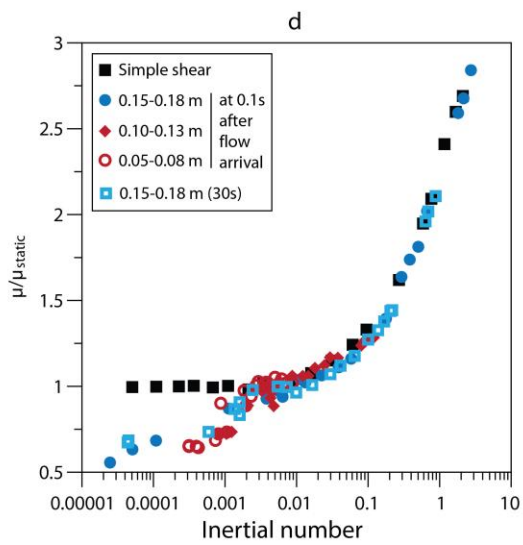 d
3
2.5
2
1.5
1
0.5
μ/μstatic
Simple shear
0.15-0.18 m
0.10-0.13 m
0.05-0.08 m
at 0.1s
after
flow
arrival
0.15-0.18 m (30s)
0.00001 0.0001 0.001 0.01 0.1 1 10
Inertial number